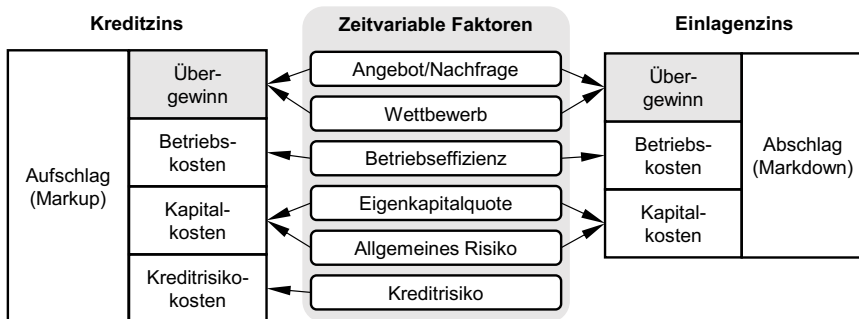 Kreditzins
Zeitvariable Faktoren
Einlagenzins
Aufschlag
(Markup)
Über-
gewinn
Betriebs-
kosten
Kapital-
kosten
Kreditrisiko-
kosten
Angebot/Nachfrage
Wettbewerb
Betriebseffizienz
Eigenkapitalquote
Allgemeines Risiko
Kreditrisiko
Über-
gewinn
Betriebs-
kosten
Kapital-
kosten
Abschlag
(Markdown)